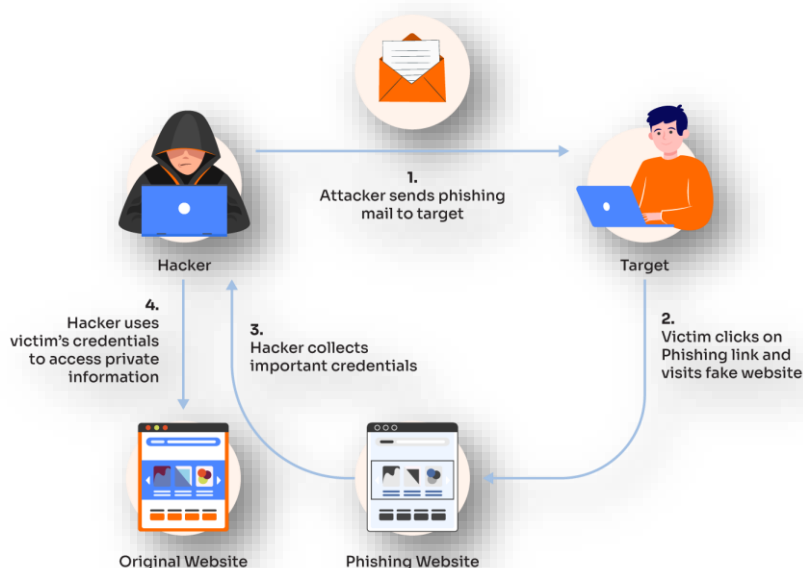 1.
Attacker sends phishing
mail to target
Hacker
Target
4.
Hacker uses
victim's credentials
to access private
information
3.
Hacker collects
important credentials
2.
Victim clicks on
Phishing link and
visits fake website
Original Website
Phishing Website